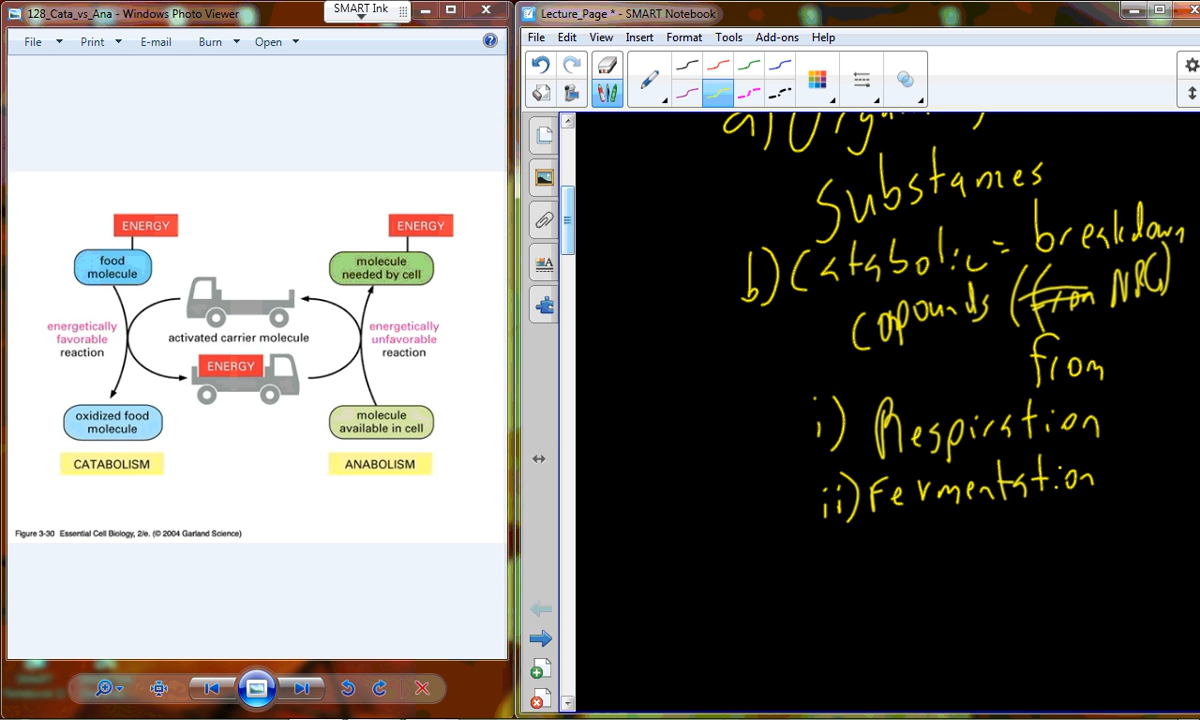 128_Cata_vs_Ana - Windows Photo Viewer
SMART Ink
File Print E-mail Burn Open
ENERGY
ENERGY
food
molecule
molecule
needed by cell
energetically
favorable
reaction
activated carrier molecule
energetically
unfavorable
reaction
ENERGY
oxidized food
molecule
molecule
available in cell
CATABOLISM
ANABOLISM
Figure 3-30 Essential Cell Biology, 2/e. (© 2004 Garland Science)
Lecture_Page * - SMART Notebook
File Edit View Insert Format Tools Add-ons Help
a)
Substames
b) Catabolic = breakdown
copounds (from
from
i) Respiration
ii) Fermentation